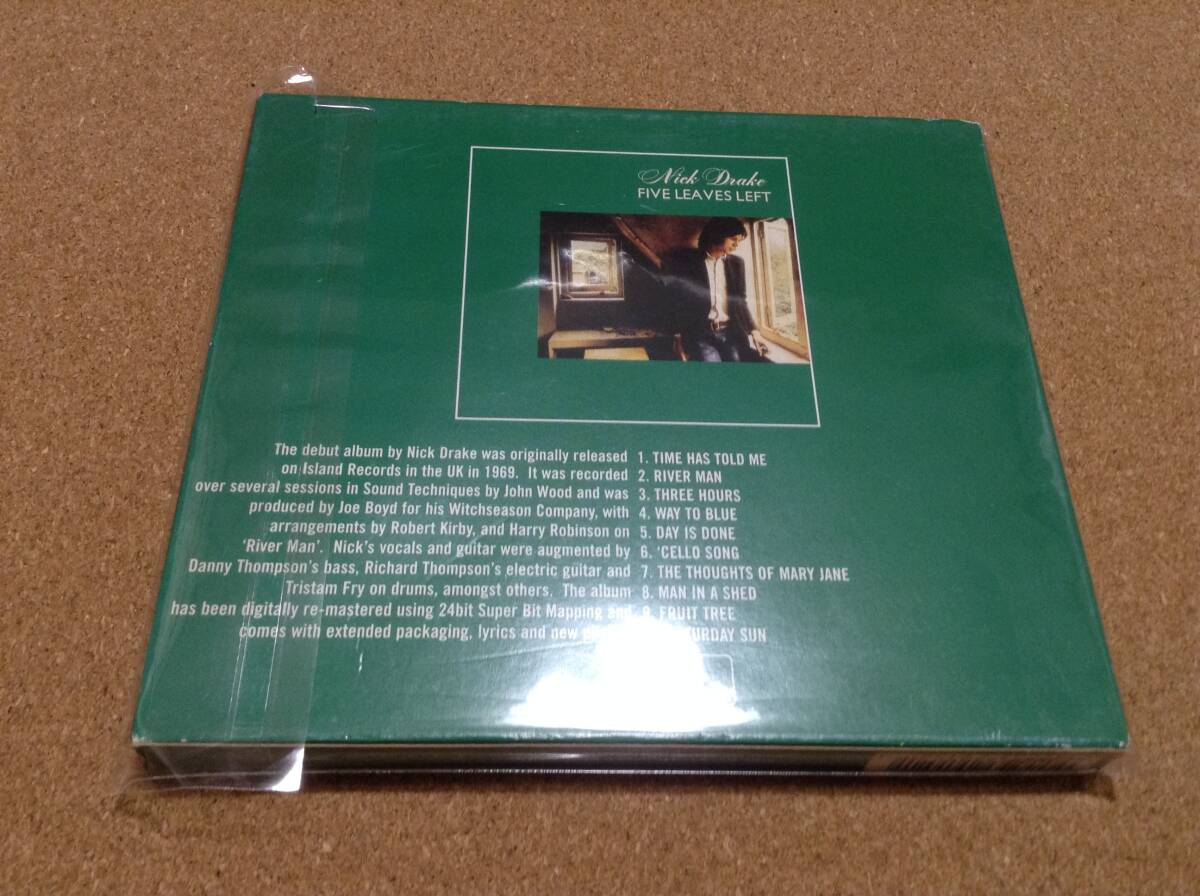 Nick Drake
FIVE LEAVES LEFT
The debut album by Nick Drake was originally released
on Island Records in the UK in 1969. It was recorded
over several sessions in Sound Techniques by John Wood and was
produced by Joe Boyd for his Witchseason Company, with
arrangements by Robert Kirby, and Harry Robinson on
'River Man'. Nick's vocals and guitar were augmented by
Danny Thompson's bass, Richard Thompson's electric guitar and
Tristam Fry on drums, amongst others. The album
has been digitally re-mastered using 24bit Super Bit Mapping and
comes with extended packaging, lyrics and new
1. TIME HAS TOLD ME
2. RIVER MAN
3. THREE HOURS
4. WAY TO BLUE
5. DAY IS DONE
6. 'CELLO SONG
7. THE THOUGHTS OF MARY JANE
8. MAN IN A SHED
9. FRUIT TREE
SATURDAY SUN